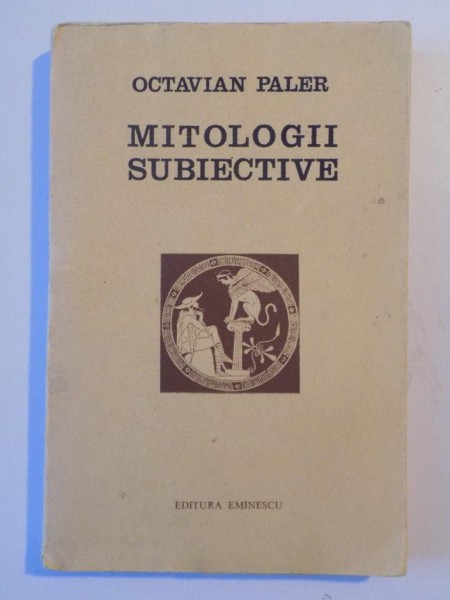 OCTAVIAN PALER
MITOLOGII
SUBIECTIVE
EDITURA EMINESCU